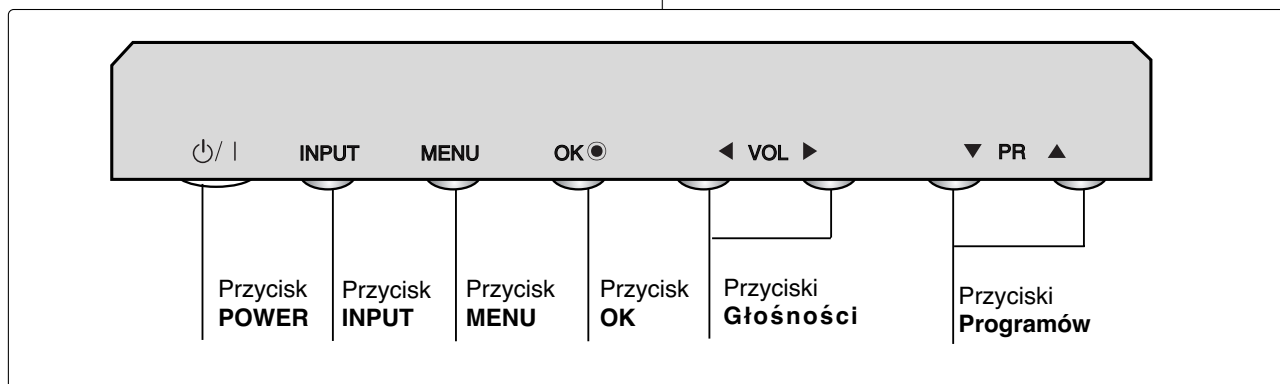 ⏻/ I INPUT MENU OK◉ ◀ VOL ▶ ▼ PR ▲
Przycisk
POWER
Przycisk
INPUT
Przycisk
MENU
Przycisk
OK
Przyciski
Głośności
Przyciski
Programów